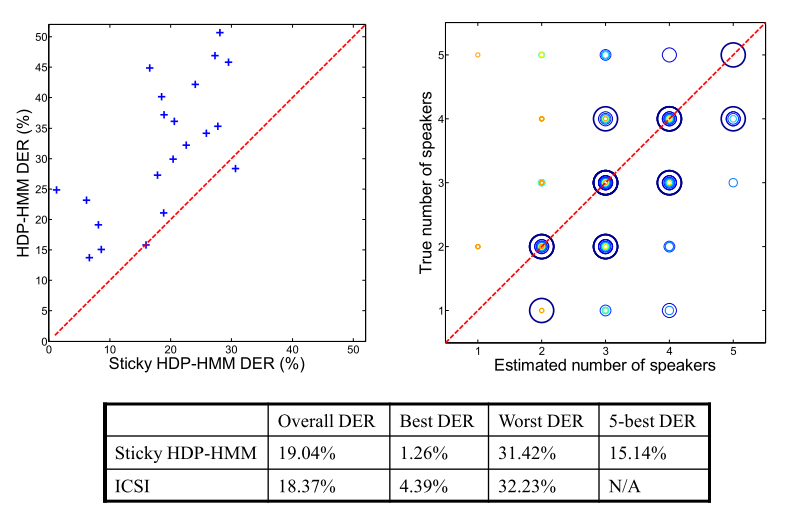 50
45
40
35
30
25
20
15
10
5
0
HDP-HMM DER (%)
0 10 20 30 40 50
Sticky HDP-HMM DER (%)
5
4
3
2
1
True number of speakers
1 2 3 4 5
Estimated number of speakers
Overall DER Best DER Worst DER 5-best DER
Sticky HDP-HMM 19.04% 1.26% 31.42% 15.14%
ICSI 18.37% 4.39% 32.23% N/A